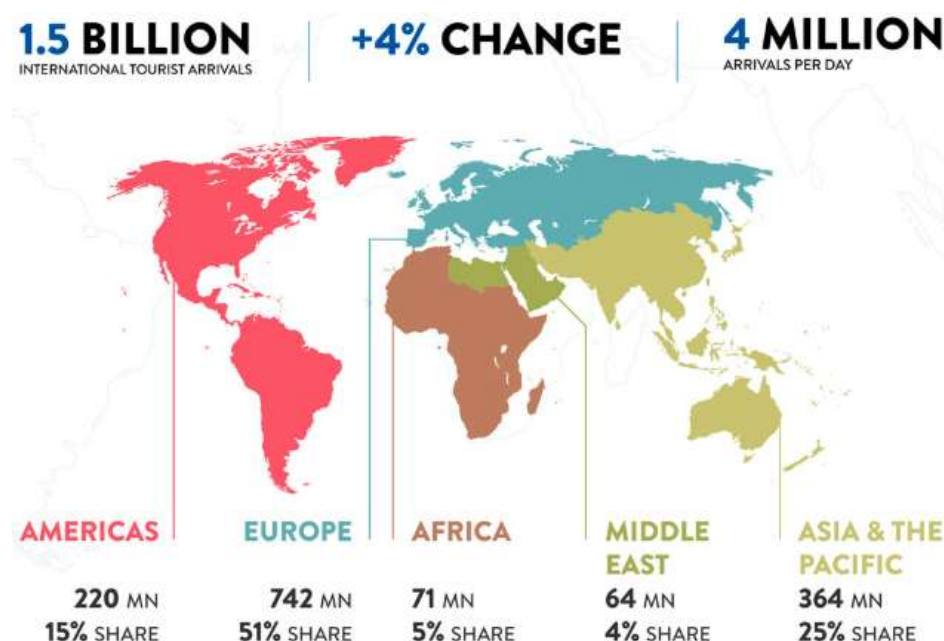 1.5 BILLION
INTERNATIONAL TOURIST ARRIVALS
+4% CHANGE
4 MILLION
ARRIVALS PER DAY
AMERICAS
220 MN
15% SHARE
EUROPE
742 MN
51% SHARE
AFRICA
71 MN
5% SHARE
MIDDLE
EAST
64 MN
4% SHARE
ASIA & THE
PACIFIC
364 MN
25% SHARE